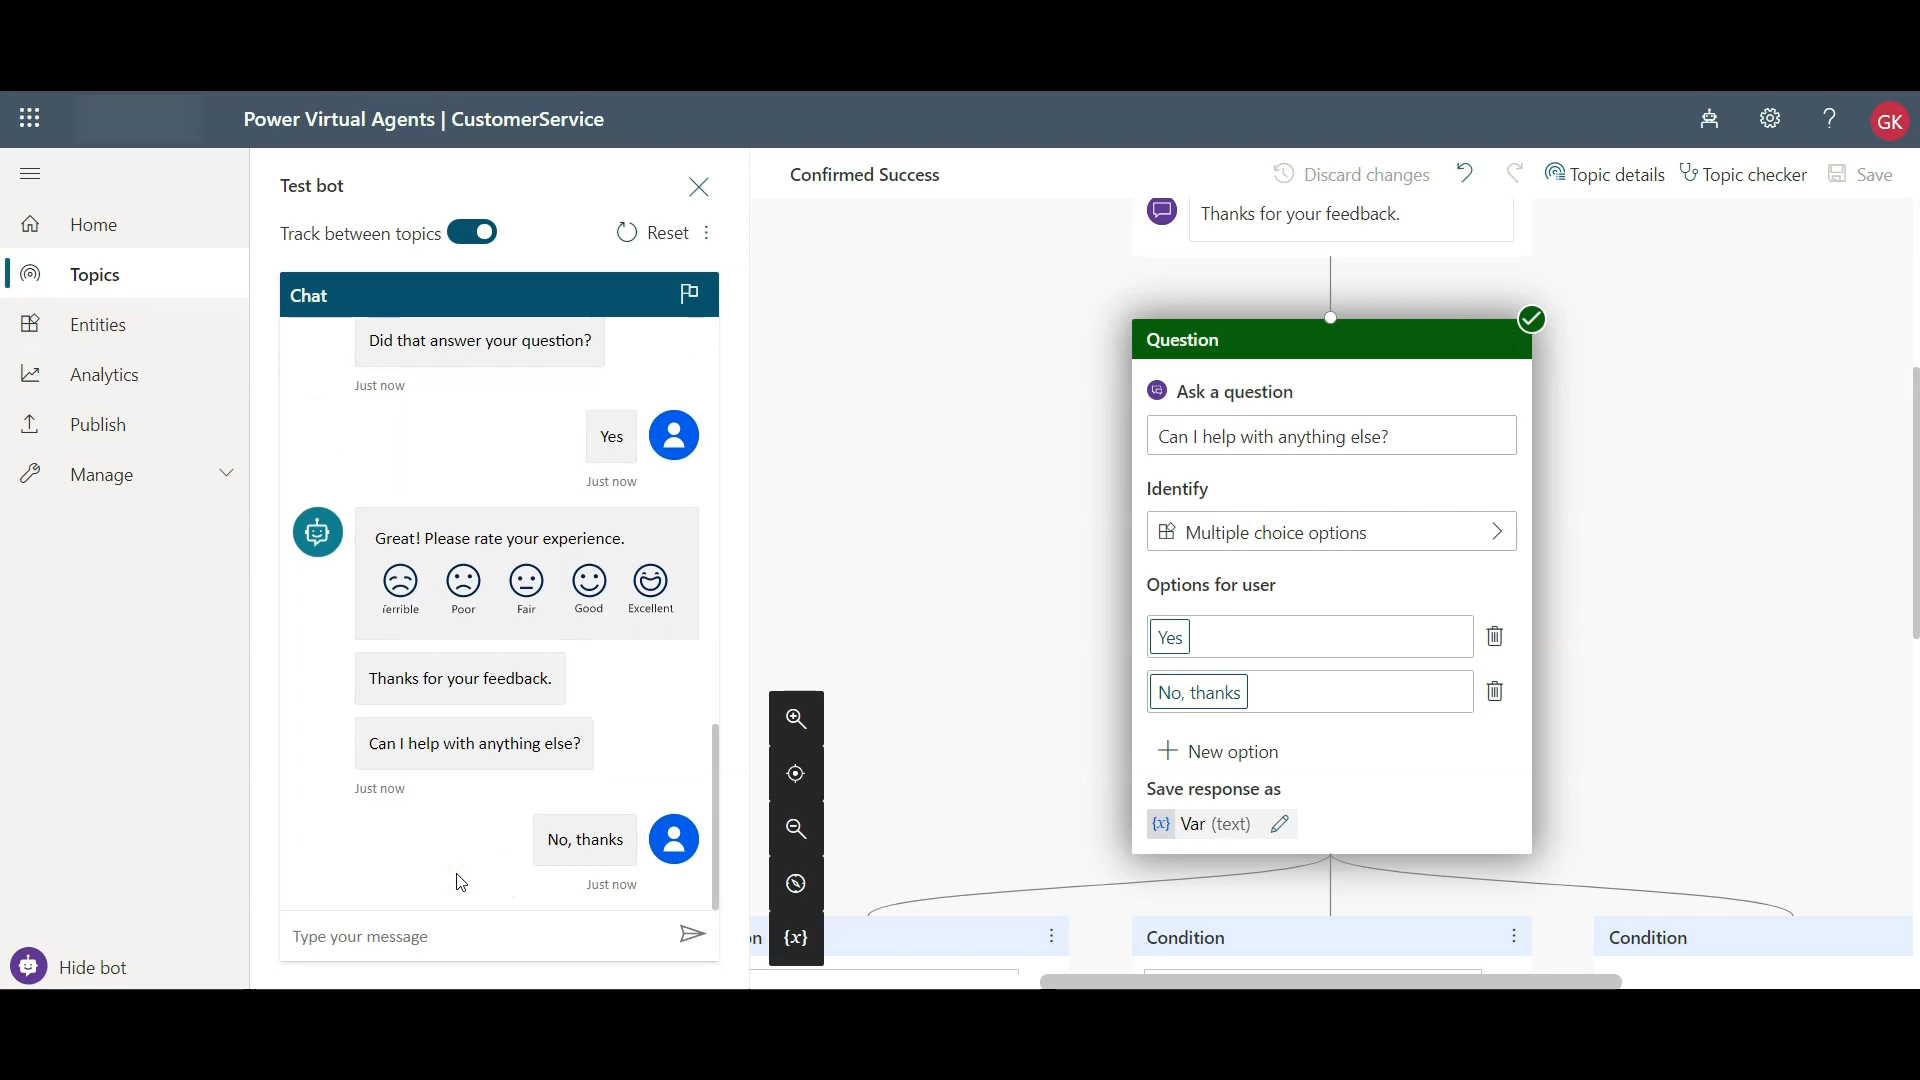 Power Virtual Agents | CustomerService
?
GK
Home
Topics
Entities
Analytics
Publish
Manage
Hide bot
Test bot
Track between topics
Reset
Chat
Did that answer your question?
Just now
Yes
Just now
Great! Please rate your experience.
Terrible
Poor
Fair
Good
Excellent
Thanks for your feedback.
Can I help with anything else?
Just now
No, thanks
Just now
Type your message
Confirmed Success
Discard changes
Topic details
Topic checker
Save
Thanks for your feedback.
Question
Ask a question
Can I help with anything else?
Identify
Multiple choice options
Options for user
Yes
No, thanks
New option
Save response as
{x} Var (text)
{x}
on
Condition
Condition